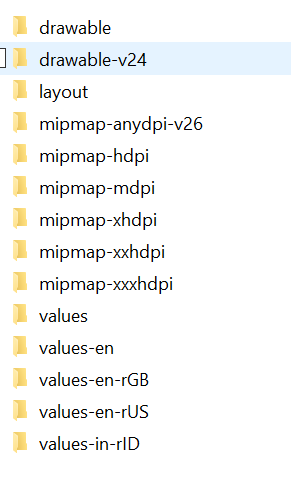 drawable
drawable-v24
layout
mipmap-anydpi-v26
mipmap-hdpi
mipmap-mdpi
mipmap-xhdpi
mipmap-xxhdpi
mipmap-xxxhdpi
values
values-en
values-en-rGB
values-en-rUS
values-in-rID